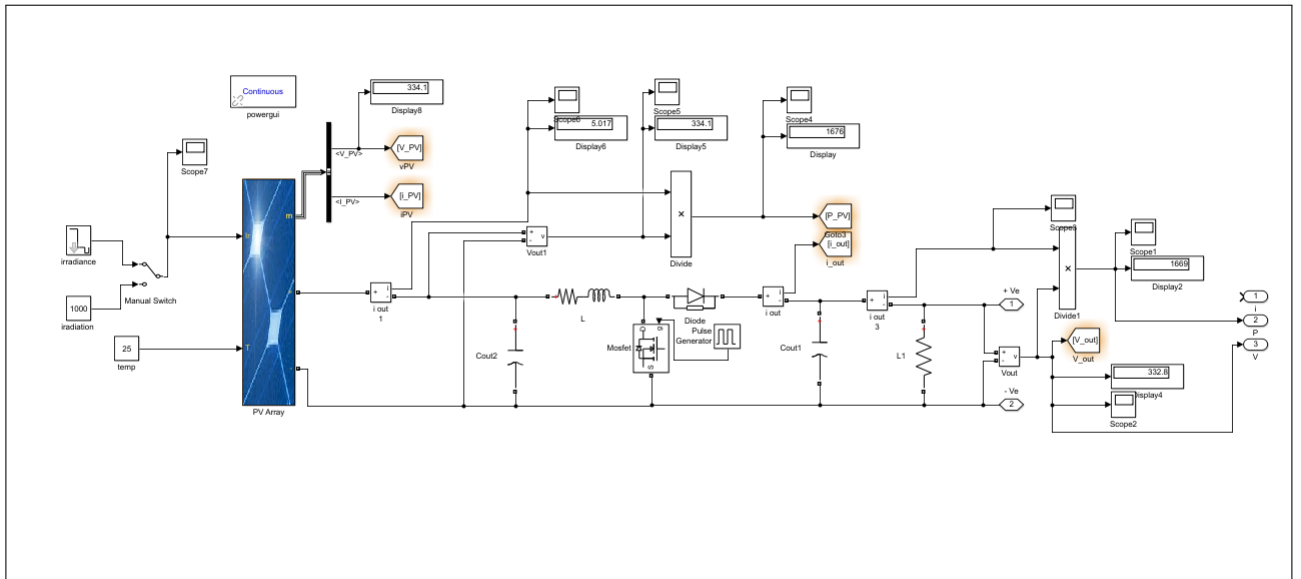 Continuous
powergui
334.1
Display8
<V_PV>
[V_PV]
vPV
<I_PV>
[i_PV]
iPV
Scope7
Scope6
5.017
Display6
Scope5
334.1
Display5
Scope4
1676
Display
m
Ir
T
+
-
PV Array
irradiance
Manual Switch
1000
iradiation
25
temp
+
-
i
i out
1
+
-
v
Vout1
×
Divide
[P_PV]
Goto3
[i_out]
i_out
Cout2
L
Mosfet
D
g
S
Diode
Pulse
Generator
+
-
i
i out
Cout1
+
-
i
i out
3
L1
+ Ve
1
- Ve
2
+
-
v
Vout
Scope3
×
Divide1
Scope1
1669
Display2
[V_out]
V_out
332.8
Display4
Scope2
1
i
2
P
3
V